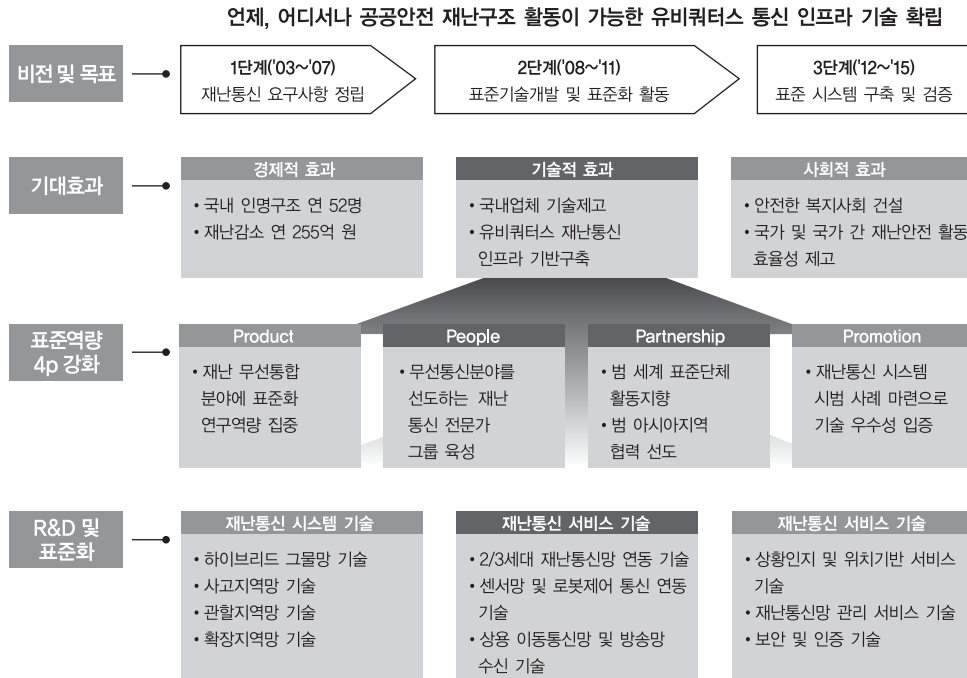 언제, 어디서나 공공안전 재난구조 활동이 가능한 유비쿼터스 통신 인프라 기술 확립
비전 및 목표
1단계('03~'07)
재난통신 요구사항 정립
2단계('08~'11)
표준기술개발 및 표준화 활동
3단계('12~'15)
표준 시스템 구축 및 검증
기대효과
경제적 효과
• 국내 인명구조 연 52명
• 재난감소 연 255억 원
기술적 효과
• 국내업체 기술제고
• 유비쿼터스 재난통신
인프라 기반구축
사회적 효과
• 안전한 복지사회 건설
• 국가 및 국가 간 재난안전 활동
효율성 제고
표준역량
4p 강화
Product
• 재난 무선통합
분야에 표준화
연구역량 집중
People
• 무선통신분야를
선도하는 재난
통신 전문가
그룹 육성
Partnership
• 범 세계 표준단체
활동지향
• 범 아시아지역
협력 선도
Promotion
• 재난통신 시스템
시범 사례 마련으로
기술 우수성 입증
R&D 및
표준화
재난통신 시스템 기술
• 하이브리드 그물망 기술
• 사고지역망 기술
• 관할지역망 기술
• 확장지역망 기술
재난통신 서비스 기술
• 2/3세대 재난통신망 연동 기술
• 센서망 및 로봇제어 통신 연동
기술
• 상용 이동통신망 및 방송망
수신 기술
재난통신 서비스 기술
• 상황인지 및 위치기반 서비스
기술
• 재난통신망 관리 서비스 기술
• 보안 및 인증 기술